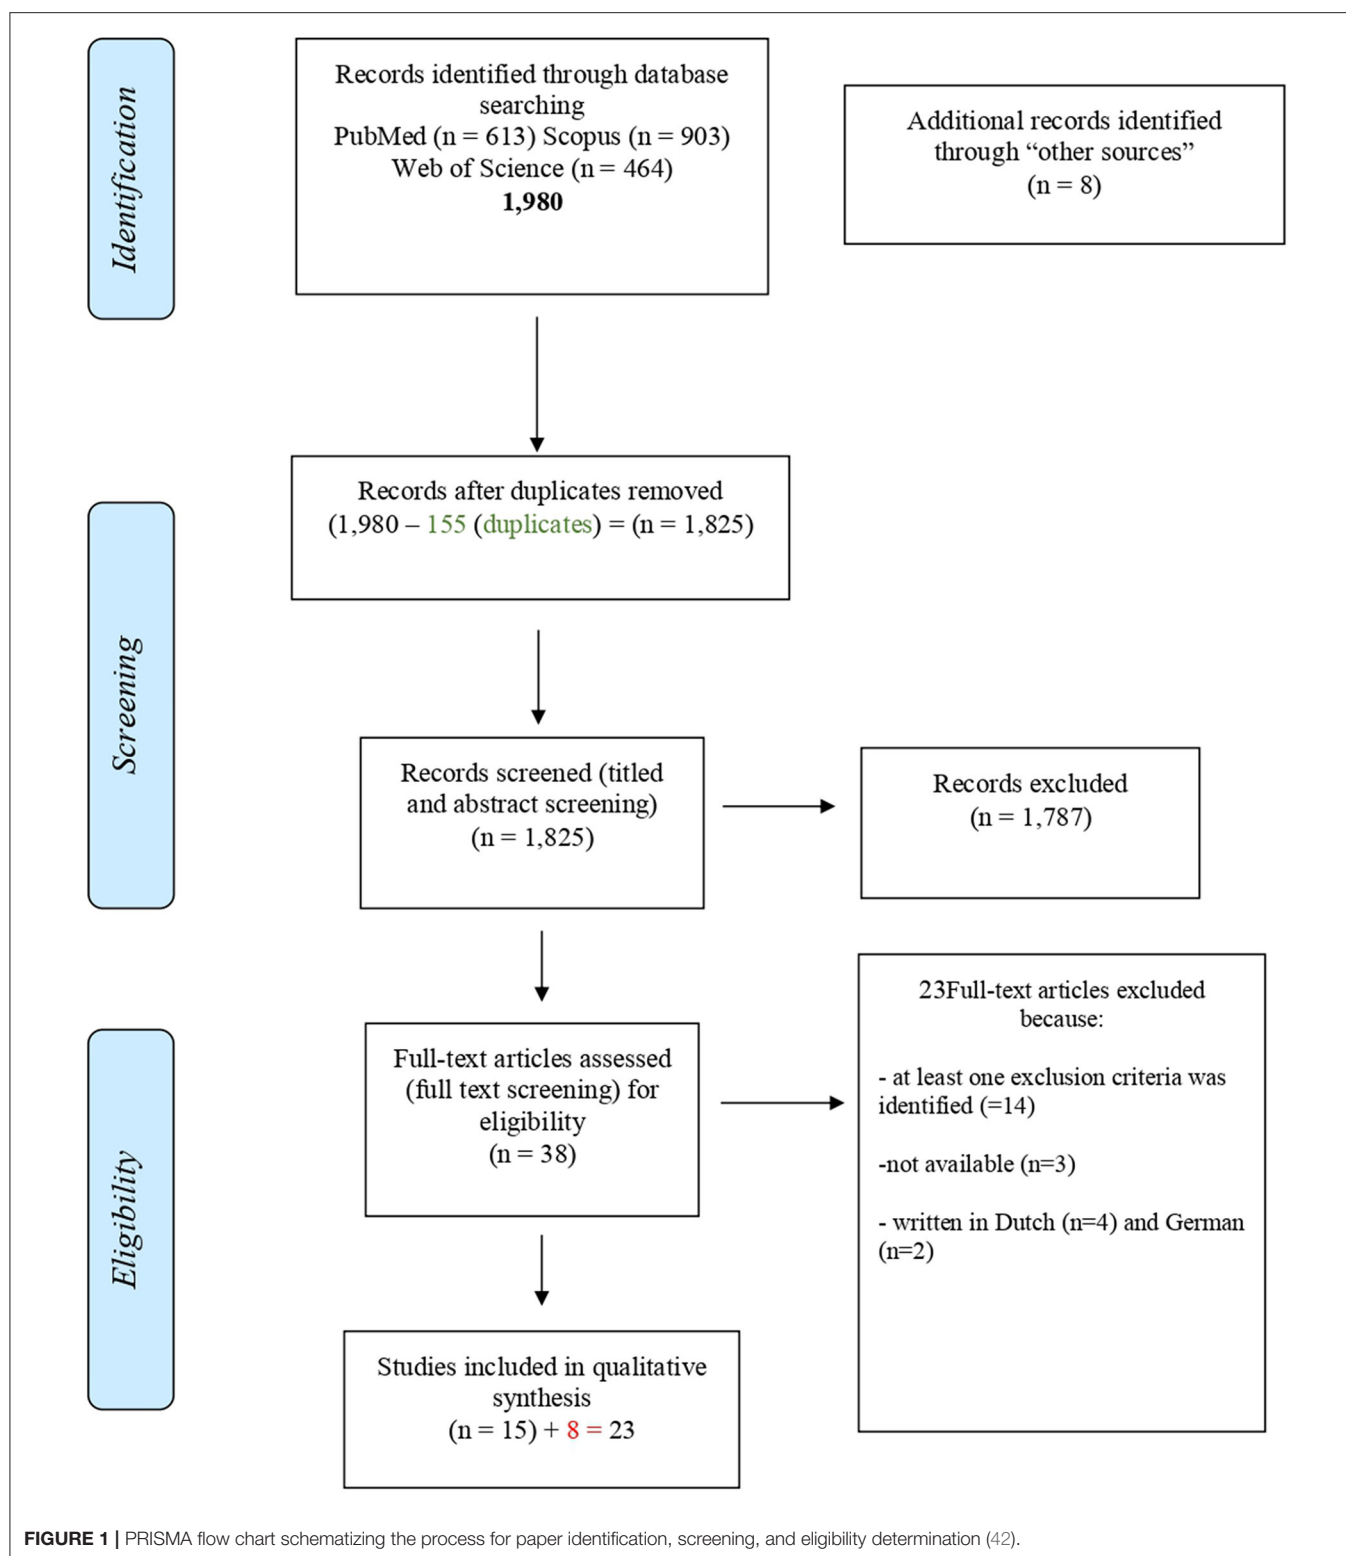 Identification
Records identified through database
searching
PubMed (n = 613) Scopus (n = 903)
Web of Science (n = 464)
1,980
Additional records identified
through “other sources”
(n = 8)
Screening
Records after duplicates removed
(1,980 – 155 (duplicates) = (n = 1,825)
Records screened (titled
and abstract screening)
(n = 1,825)
Records excluded
(n = 1,787)
Eligibility
Full-text articles assessed
(full text screening) for
eligibility
(n = 38)
23Full-text articles excluded
because:
- at least one exclusion criteria was
identified (=14)
-not available (n=3)
- written in Dutch (n=4) and German
(n=2)
Studies included in qualitative
synthesis
(n = 15) + 8 = 23
FIGURE 1 | PRISMA flow chart schematizing the process for paper identification, screening, and eligibility determination (42).